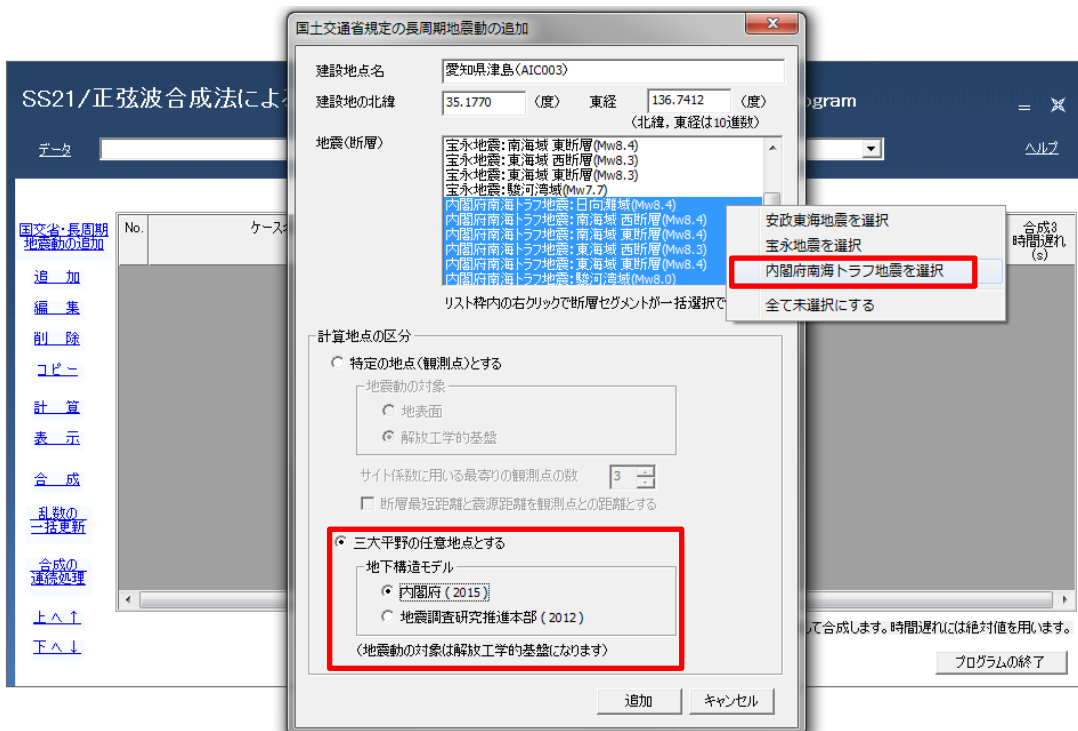 国土交通省規定の長周期地震動の追加
建設地点名 愛知県津島(AIC003)
建設地の北緯 35.1770 (度) 東経 136.7412 (度)
(北緯, 東経は10進数)
地震(断層)
宝永地震:南海域 東断層(Mw8.4)
宝永地震:東海域 西断層(Mw8.3)
宝永地震:東海域 東断層(Mw8.3)
宝永地震:駿河湾域(Mw7.7)
内閣府南海トラフ地震:日向灘域(Mw8.4)
内閣府南海トラフ地震:南海域 西断層(Mw8.4)
内閣府南海トラフ地震:南海域 東断層(Mw8.4)
内閣府南海トラフ地震:東海域 西断層(Mw8.3)
内閣府南海トラフ地震:東海域 東断層(Mw8.4)
内閣府南海トラフ地震:駿河湾域(Mw8.0)
リスト枠内の右クリックで断層セグメントが一括選択で
安政東海地震を選択
宝永地震を選択
内閣府南海トラフ地震を選択
全て未選択にする
計算地点の区分
特定の地点(観測点)とする
地震動の対象
地表面
解放工学的基盤
サイト係数に用いる最寄りの観測点の数 3
断層最短距離と震源距離を観測点との距離とする
三大平野の任意地点とする
地下構造モデル
内閣府(2015)
地震調査研究推進本部(2012)
(地震動の対象は解放工学的基盤になります)
追加 キャンセル
SS21/正弦波合成法によ
gram
データ
ヘルプ
国交省・長周期
地震動の追加
追 加
編 集
削 除
コピー
計 算
表 示
合 成
乱数の
一括更新
合成の
連続処理
上へ↑
下へ↓
No. ケース
合成3
時間遅れ
(s)
して合成します。時間遅れには絶対値を用います。
プログラムの終了